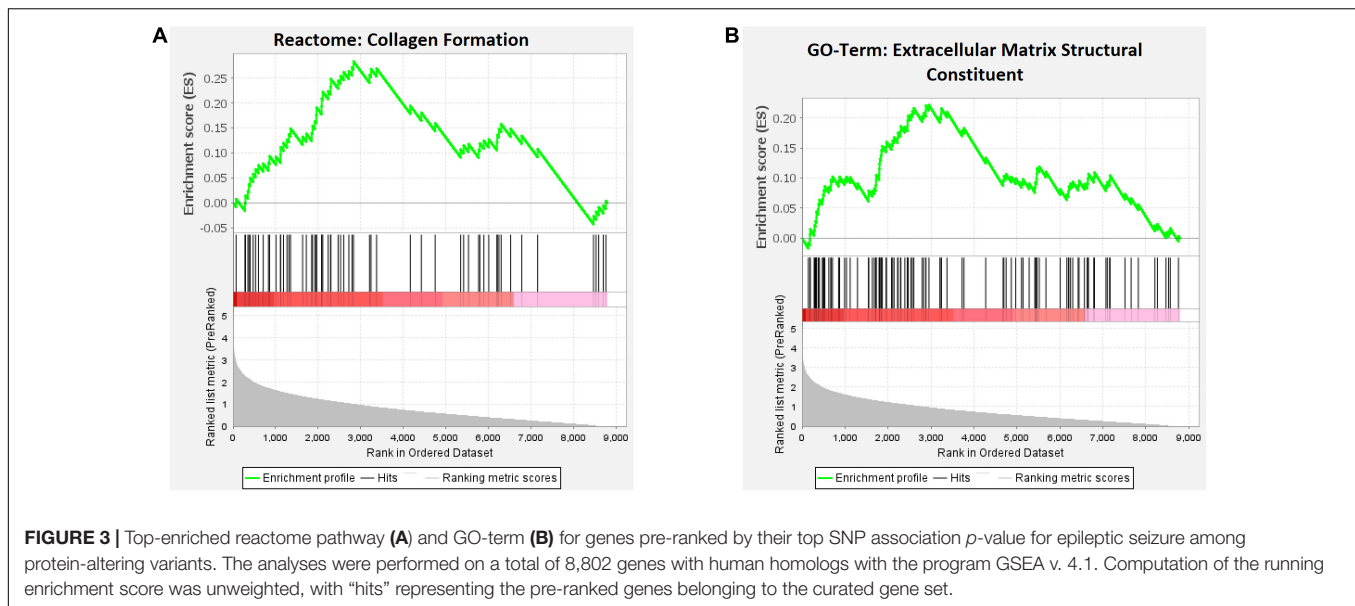 A
Reactome: Collagen Formation
Enrichment score (ES)
0.25
0.20
0.15
0.10
0.05
0.00
-0.05
Ranked list metric (PreRanked)
5
4
3
2
1
0
0 1,000 2,000 3,000 4,000 5,000 6,000 7,000 8,000 9,000
Rank in Ordered Dataset
Enrichment profile Hits Ranking metric scores
B
GO-Term: Extracellular Matrix Structural
Constituent
Enrichment score (ES)
0.20
0.15
0.10
0.05
0.00
Ranked list metric (PreRanked)
5
4
3
2
1
0
0 1,000 2,000 3,000 4,000 5,000 6,000 7,000 8,000 9,000
Rank in Ordered Dataset
Enrichment profile Hits Ranking metric scores
FIGURE 3 | Top-enriched reactome pathway (A) and GO-term (B) for genes pre-ranked by their top SNP association p-value for epileptic seizure among
protein-altering variants. The analyses were performed on a total of 8,802 genes with human homologs with the program GSEA v. 4.1. Computation of the running
enrichment score was unweighted, with “hits” representing the pre-ranked genes belonging to the curated gene set.